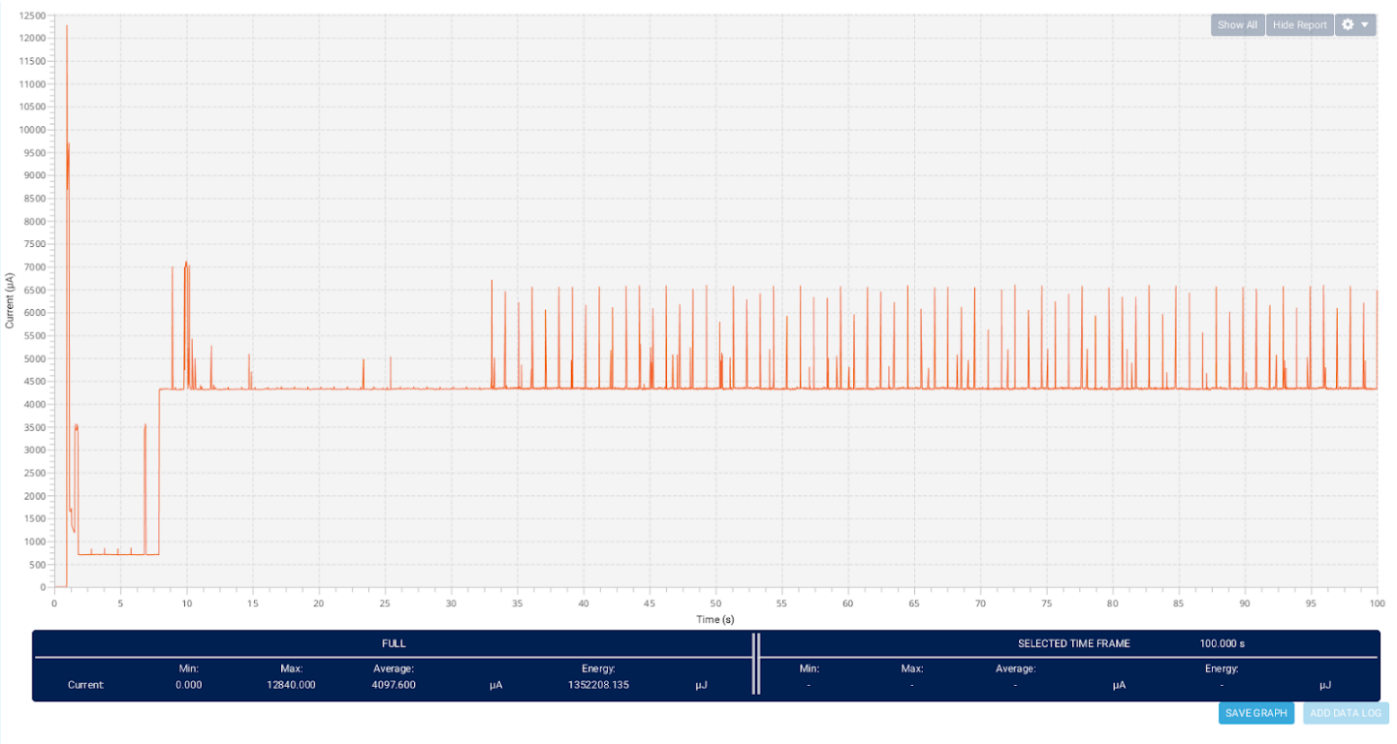 Show All Hide Report
12500
12000
11500
11000
10500
10000
9500
9000
8500
8000
7500
7000
6500
6000
5500
5000
4500
4000
3500
3000
2500
2000
1500
1000
500
0
Current (µA)
0 5 10 15 20 25 30 35 40 45 50 55 60 65 70 75 80 85 90 95 100
Time (s)
FULL
Min: Max: Average: Energy:
Current: 0.000 12840.000 4097.600 µA 1352208.135 µJ
SELECTED TIME FRAME 100.000 s
Min: Max: Average: Energy:
- - - µA - µJ
SAVE GRAPH ADD DATA LOG